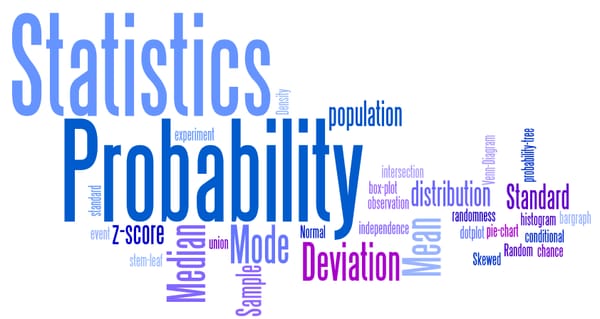 Statistics
Density
population
Probability
experiment
standard
event
z-score
stem-leaf
Median
union
Mode
Sample
Normal
Deviation
independence
Mean
intersection
box-plot
observation
distribution
Venn-Diagram
probability-tree
Standard
randomness
histogram
bargraph
dotplot
pie-chart
conditional
Skewed
Random
chance